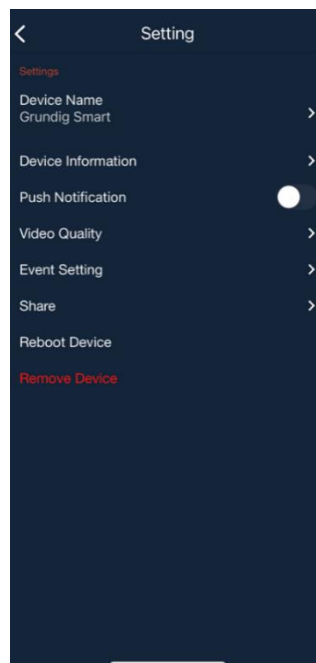 Setting
Settings
Device Name
Grundig Smart
Device Information
Push Notification
Video Quality
Event Setting
Share
Reboot Device
Remove Device